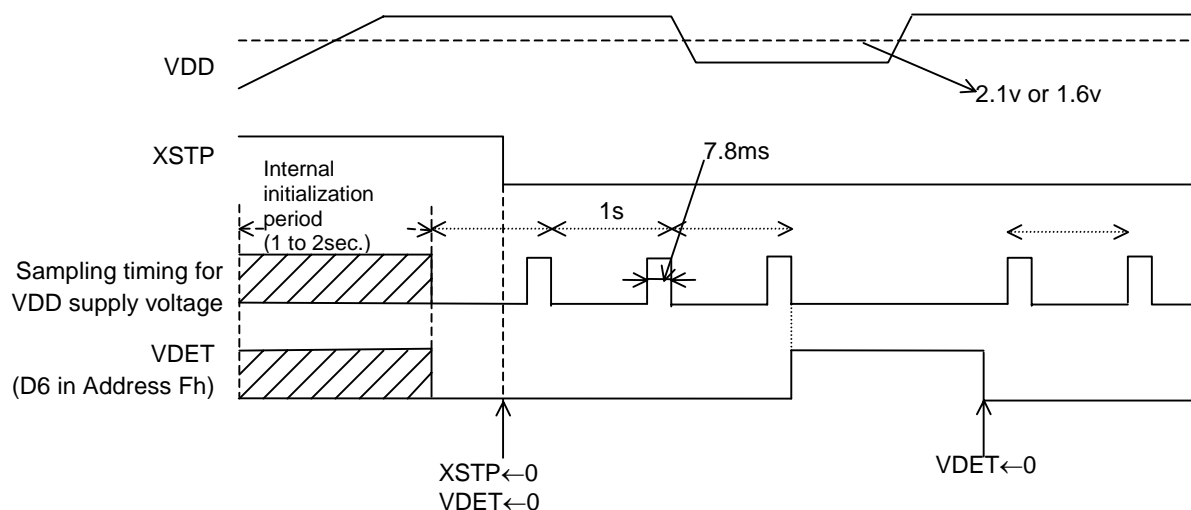 VDD
2.1v or 1.6v
XSTP
7.8ms
Internal
initialization
period
(1 to 2sec.)
1s
Sampling timing for
VDD supply voltage
VDET
(D6 in Address Fh)
XSTP←0
VDET←0
VDET←0